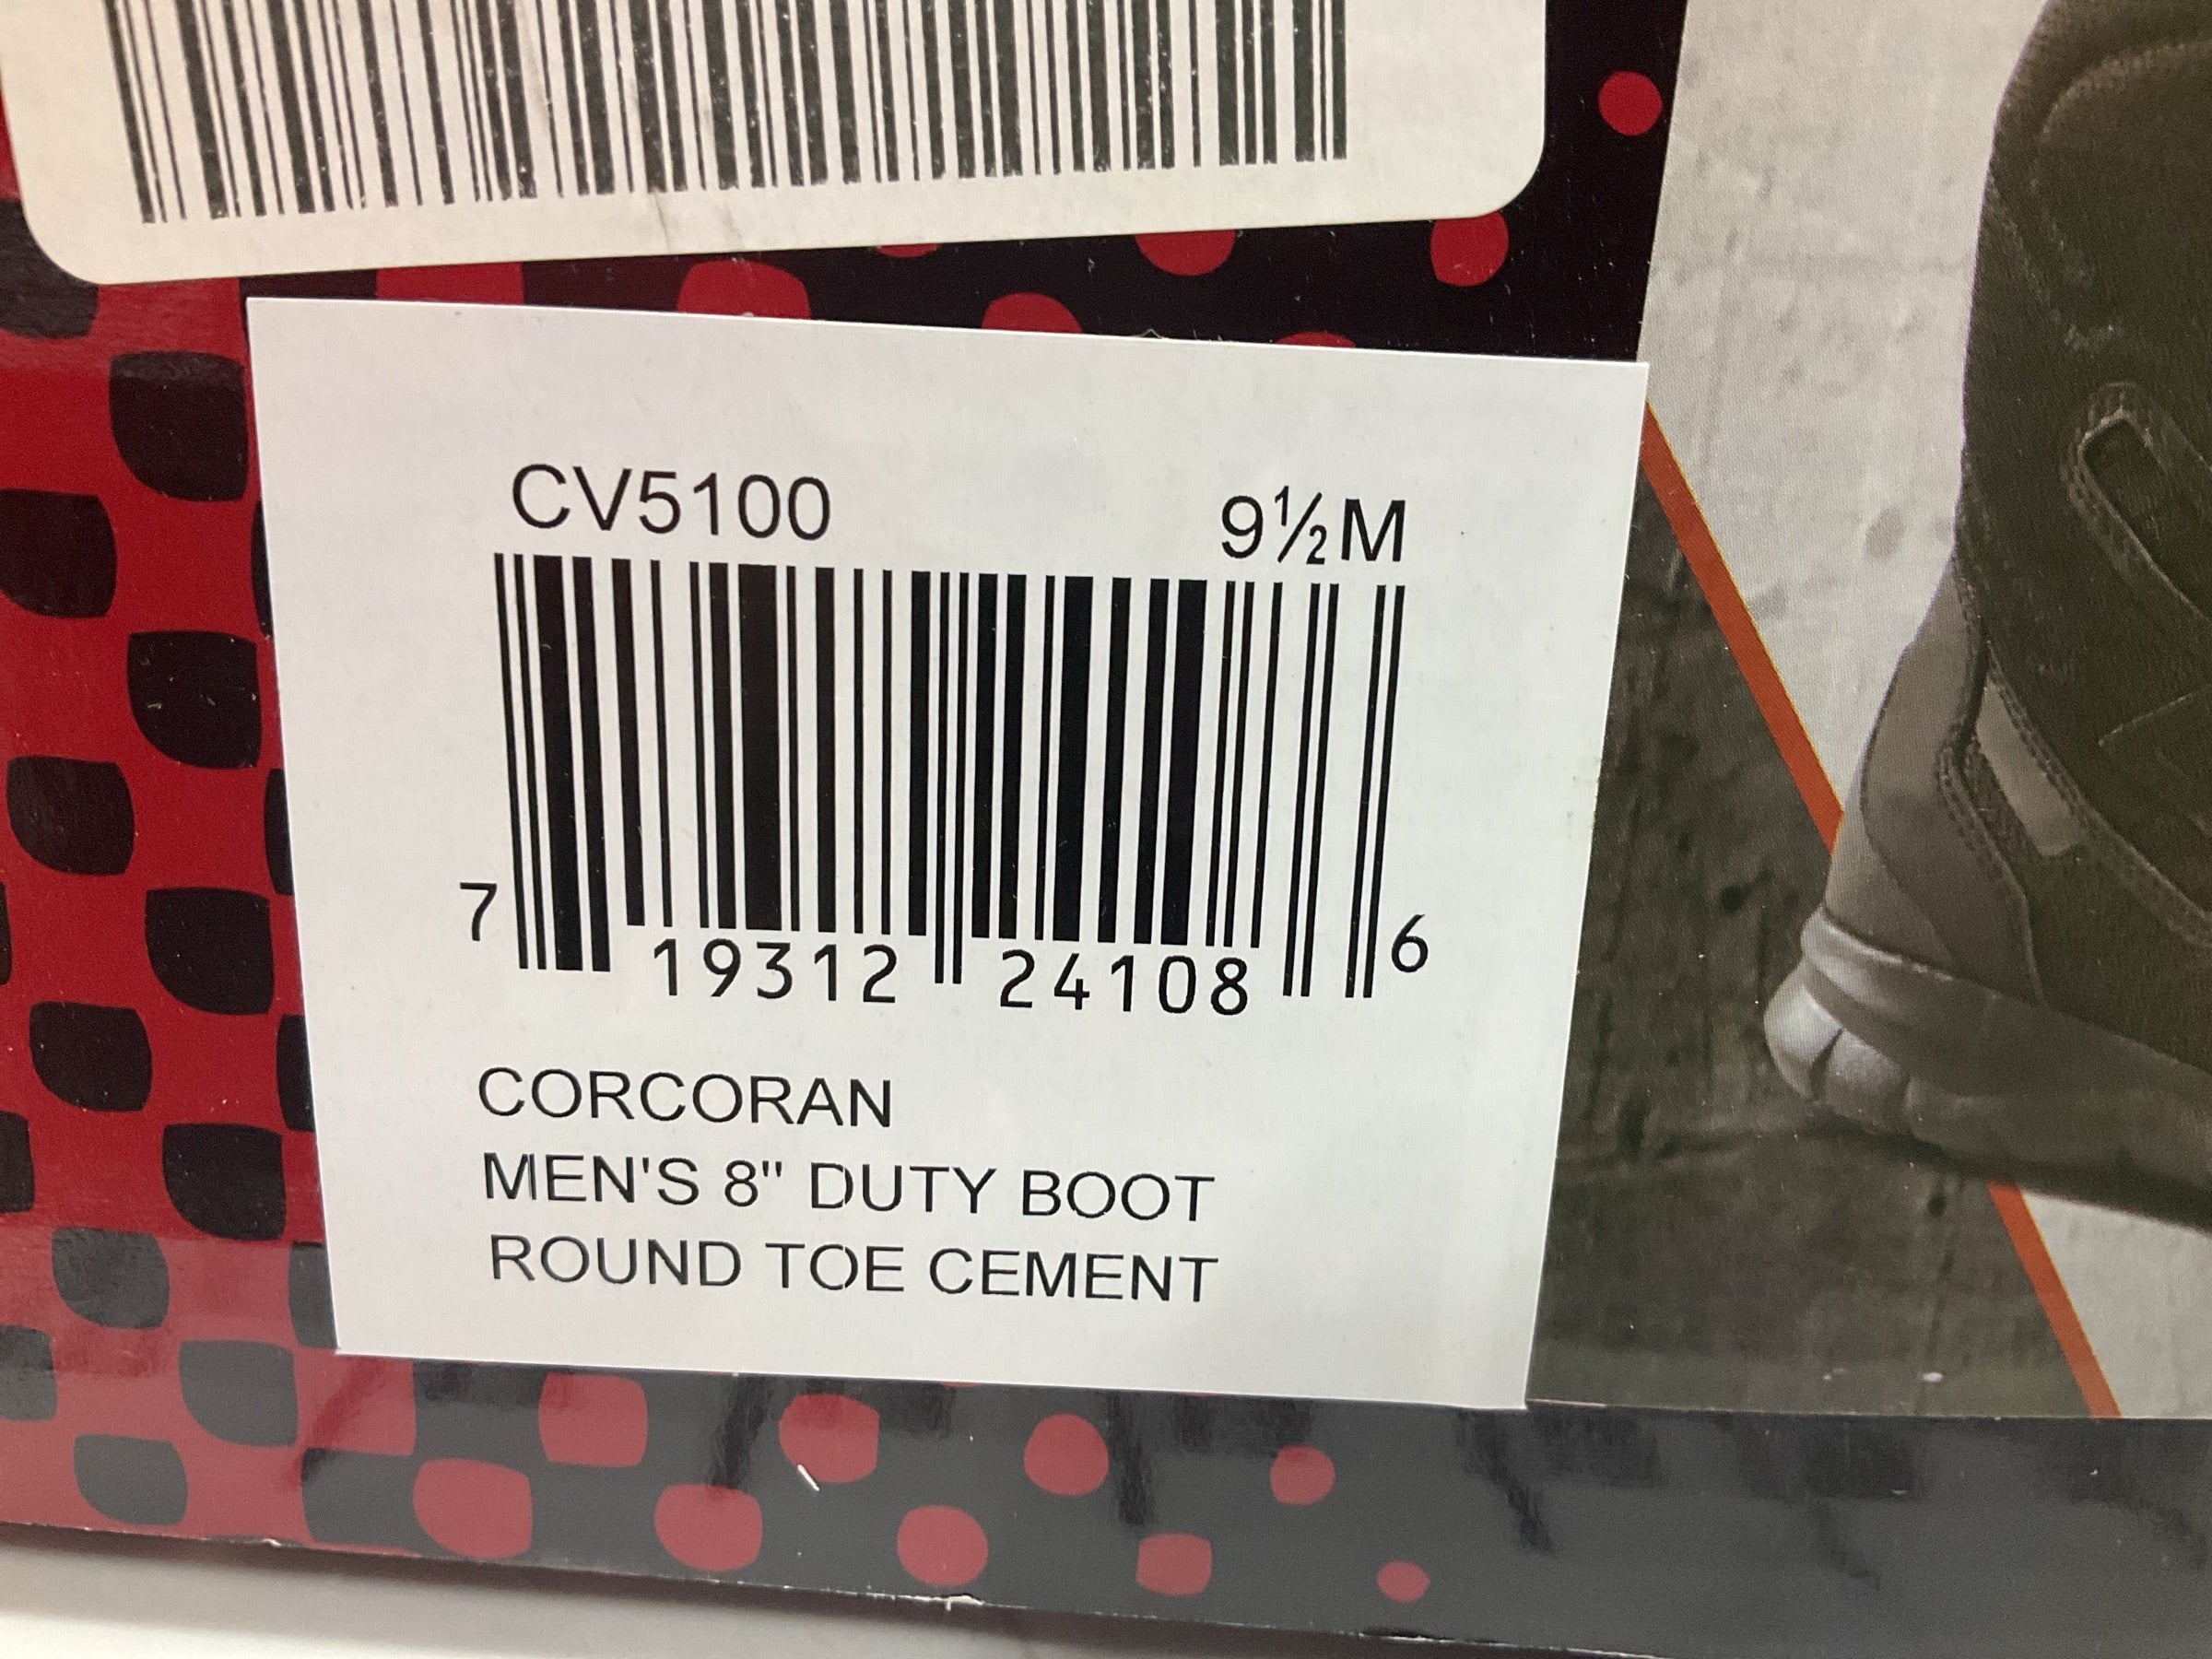 CV5100 9½M
7 19312 24108 6
CORCORAN
MEN'S 8" DUTY BOOT
ROUND TOE CEMENT